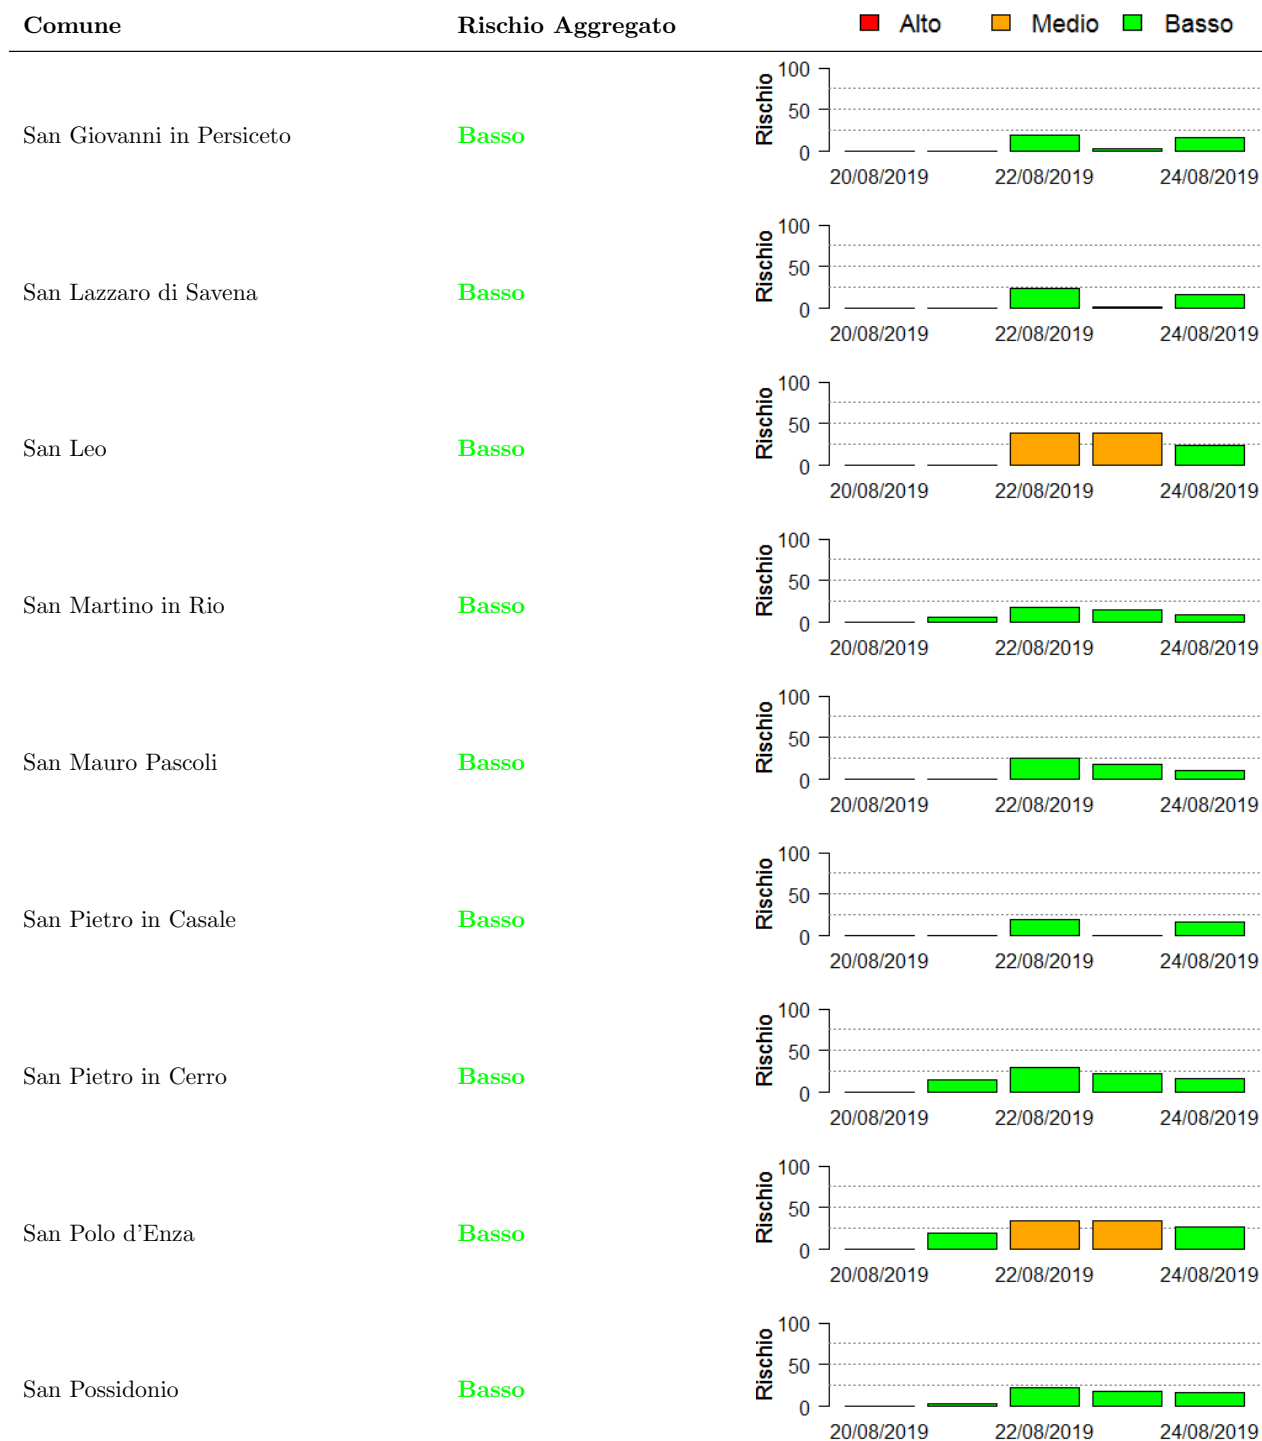 Comune Rischio Aggregato Alto Medio Basso
San Giovanni in Persiceto Basso Rischio 100 50 0
20/08/2019 22/08/2019 24/08/2019
San Lazzaro di Savena Basso Rischio 100 50 0
20/08/2019 22/08/2019 24/08/2019
San Leo Basso Rischio 100 50 0
20/08/2019 22/08/2019 24/08/2019
San Martino in Rio Basso Rischio 100 50 0
20/08/2019 22/08/2019 24/08/2019
San Mauro Pascoli Basso Rischio 100 50 0
20/08/2019 22/08/2019 24/08/2019
San Pietro in Casale Basso Rischio 100 50 0
20/08/2019 22/08/2019 24/08/2019
San Pietro in Cerro Basso Rischio 100 50 0
20/08/2019 22/08/2019 24/08/2019
San Polo d'Enza Basso Rischio 100 50 0
20/08/2019 22/08/2019 24/08/2019
San Possidonio Basso Rischio 100 50 0
20/08/2019 22/08/2019 24/08/2019